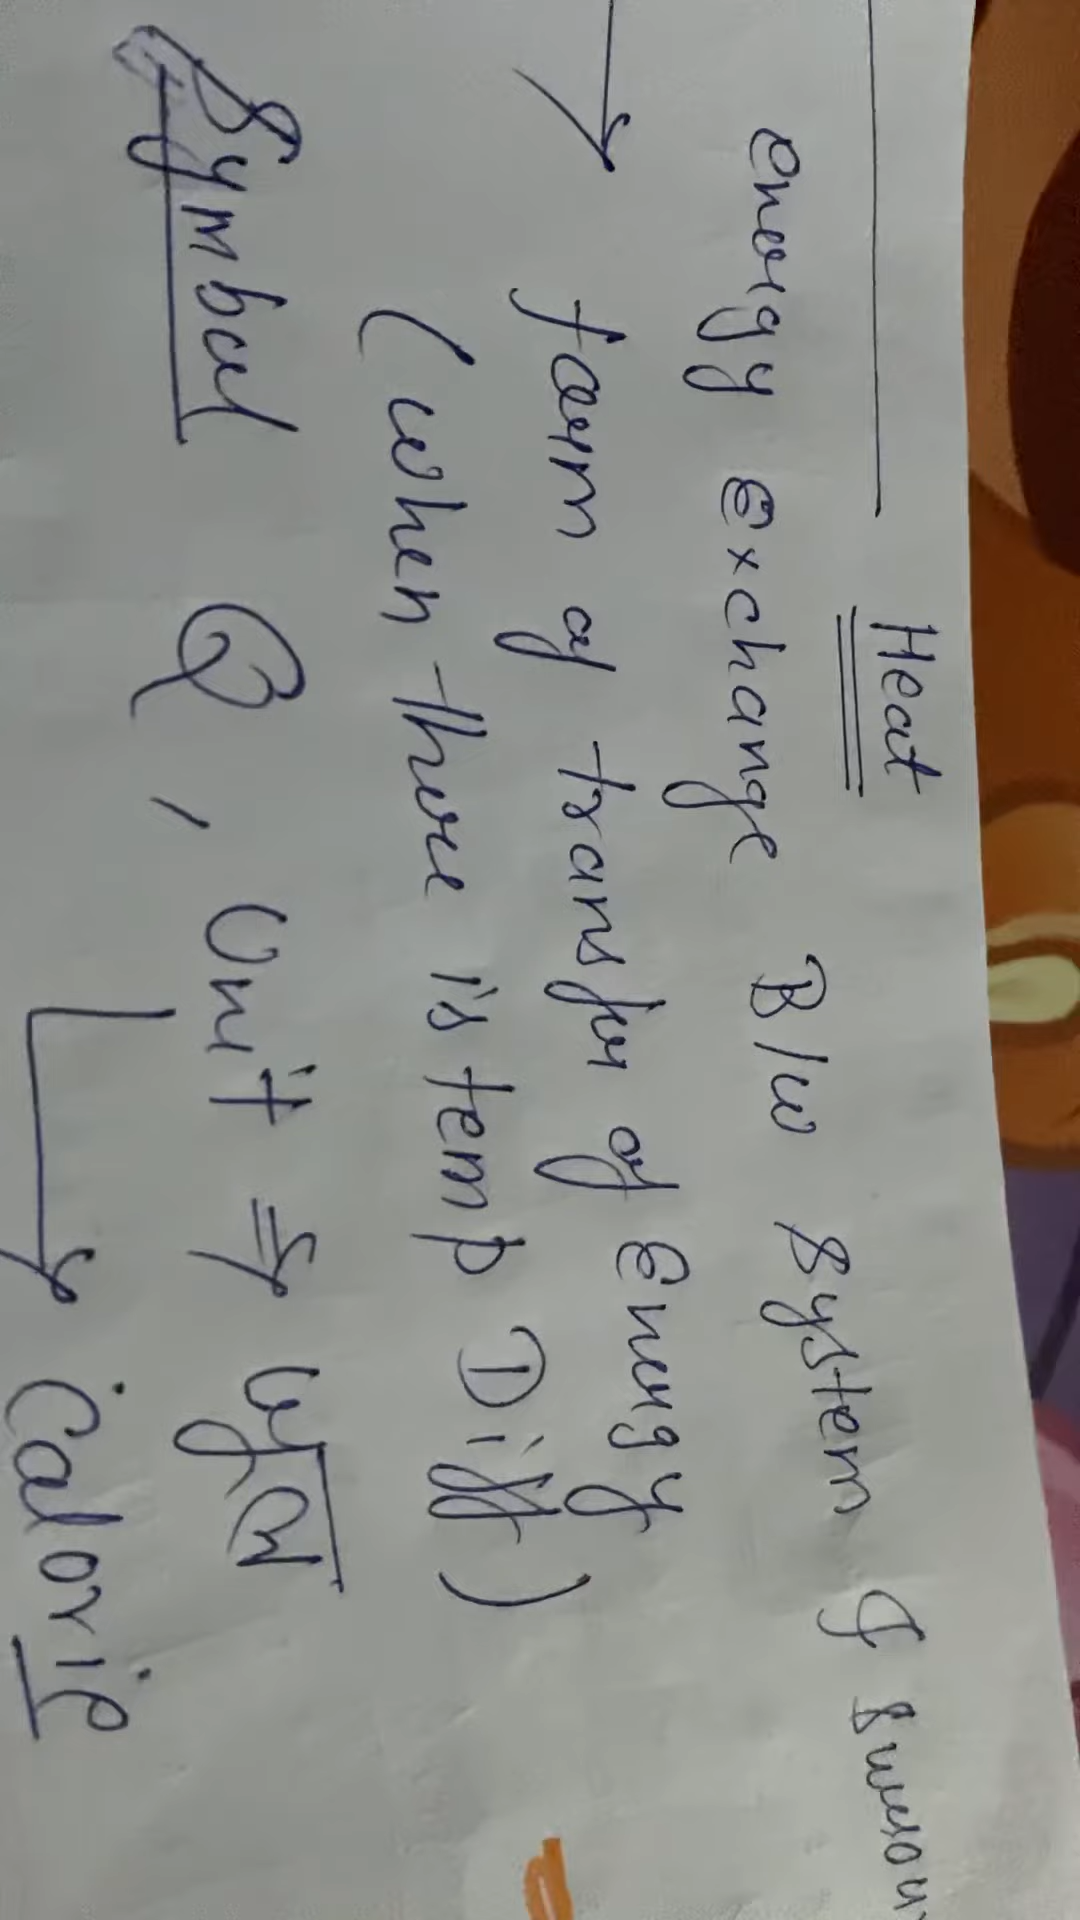 Heat
energy Exchange B/w System & surroun
→ form of transfer of Energy
(when there is temp Diff)
Symbol Q, Unit ⇒
→ Calorie